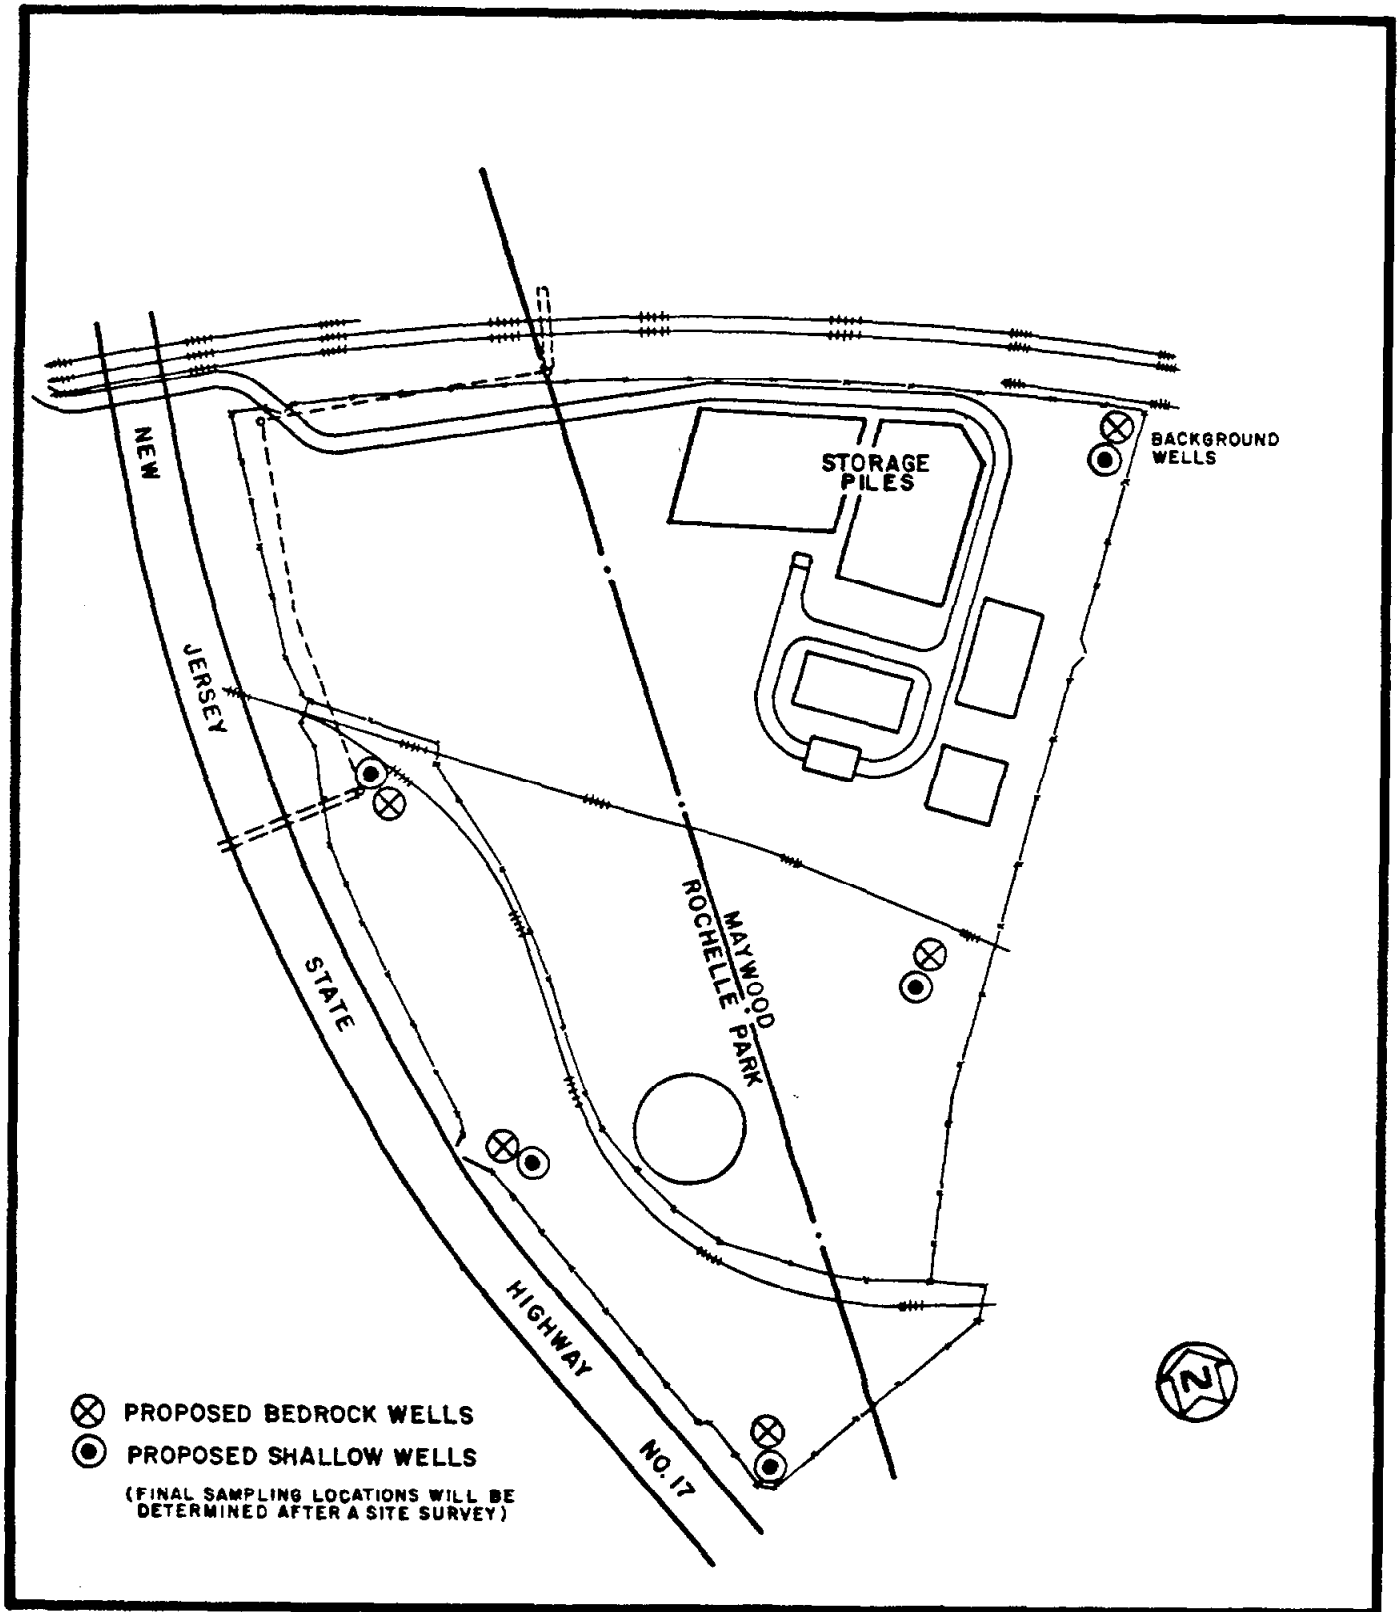 BACKGROUND
WELLS
STORAGE
PILES
NEW
JERSEY
STATE
HIGHWAY
NO. 17
MAYWOOD
ROCHELLE PARK
N
PROPOSED BEDROCK WELLS
PROPOSED SHALLOW WELLS
(FINAL SAMPLING LOCATIONS WILL BE
DETERMINED AFTER A SITE SURVEY)